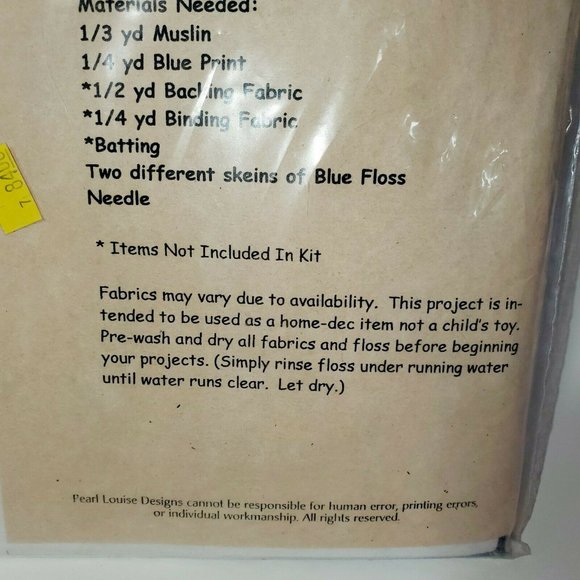 Materials Needed:
1/3 yd Muslin
1/4 yd Blue Print
*1/2 yd Backing Fabric
*1/4 yd Binding Fabric
*Batting
Two different skeins of Blue Floss
Needle
* Items Not Included In Kit
Fabrics may vary due to availability. This project is in-
tended to be used as a home-dec item not a child's toy.
Pre-wash and dry all fabrics and floss before beginning
your projects. (Simply rinse floss under running water
until water runs clear. Let dry.)
Pearl Louise Designs cannot be responsible for human error, printing errors,
or individual workmanship. All rights reserved.